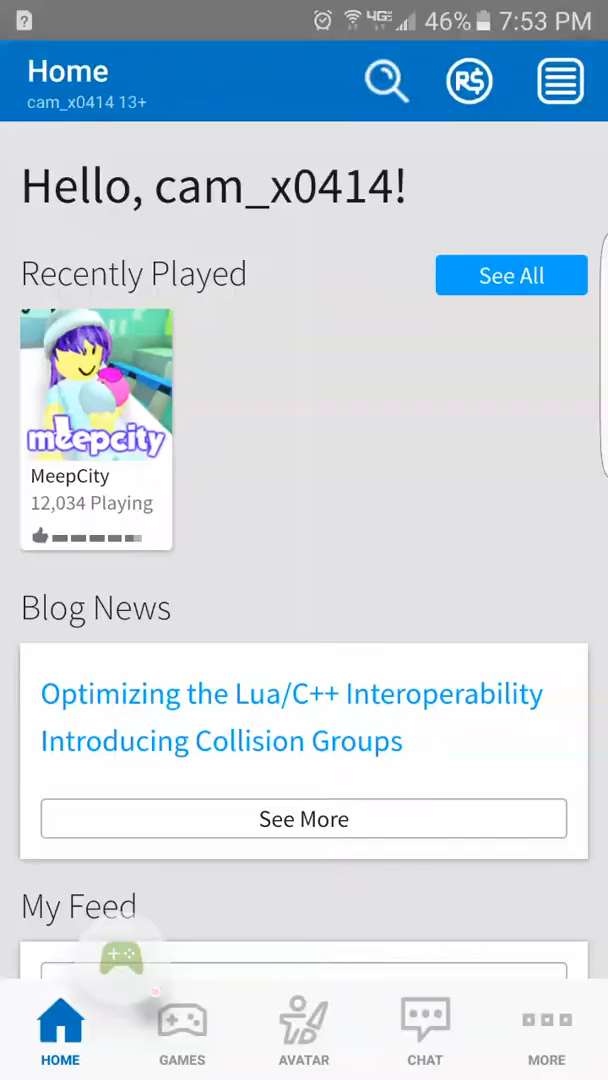 4G 46% 7:53 PM
Home
cam_x0414 13+
R$
Hello, cam_x0414!
Recently Played
See All
meepcity
MeepCity
12,034 Playing
Blog News
Optimizing the Lua/C++ Interoperability
Introducing Collision Groups
See More
My Feed
HOME GAMES AVATAR CHAT MORE